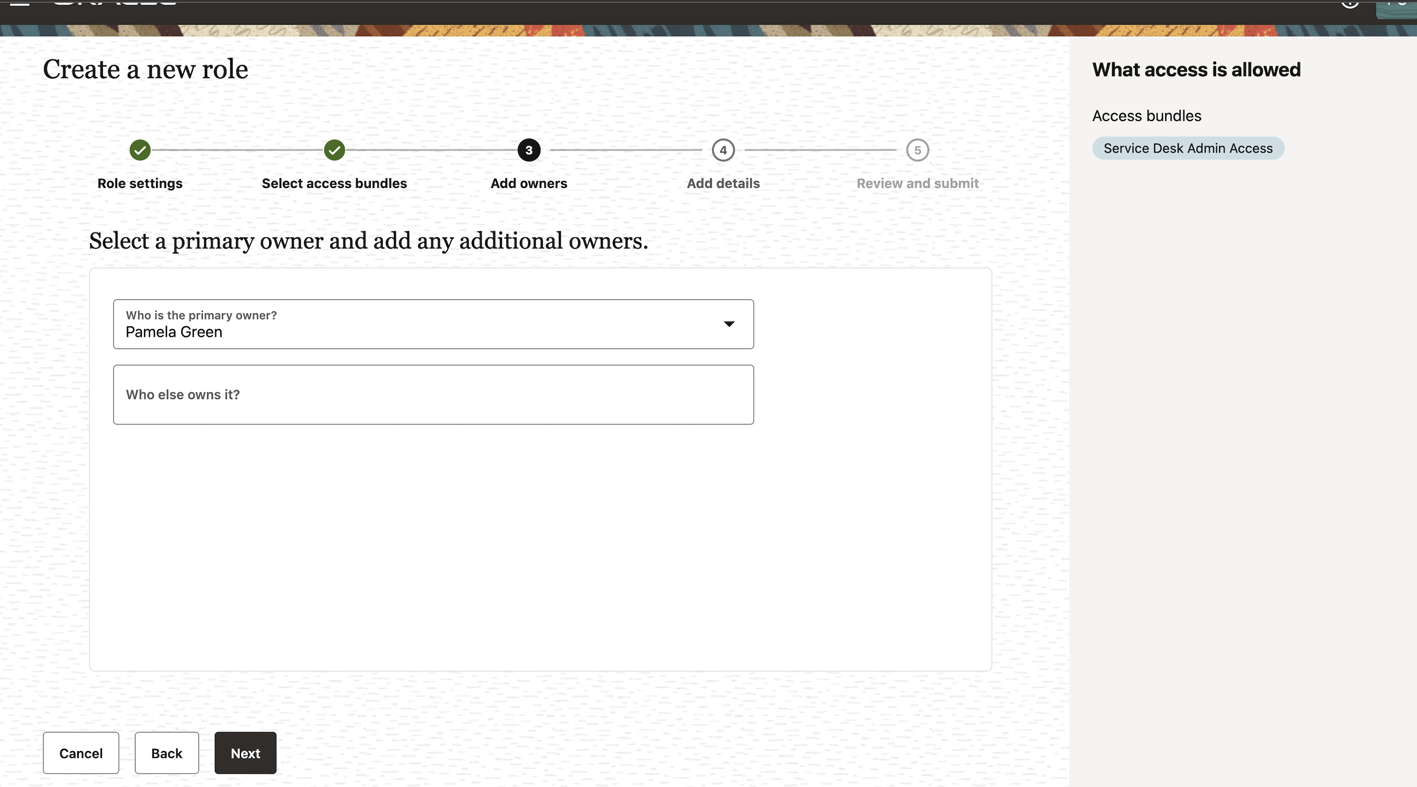 Create a new role
What access is allowed
Access bundles
Service Desk Admin Access
3
4
5
Role settings
Select access bundles
Add owners
Add details
Review and submit
Select a primary owner and add any additional owners.
Who is the primary owner?
Pamela Green
Who else owns it?
Cancel
Back
Next